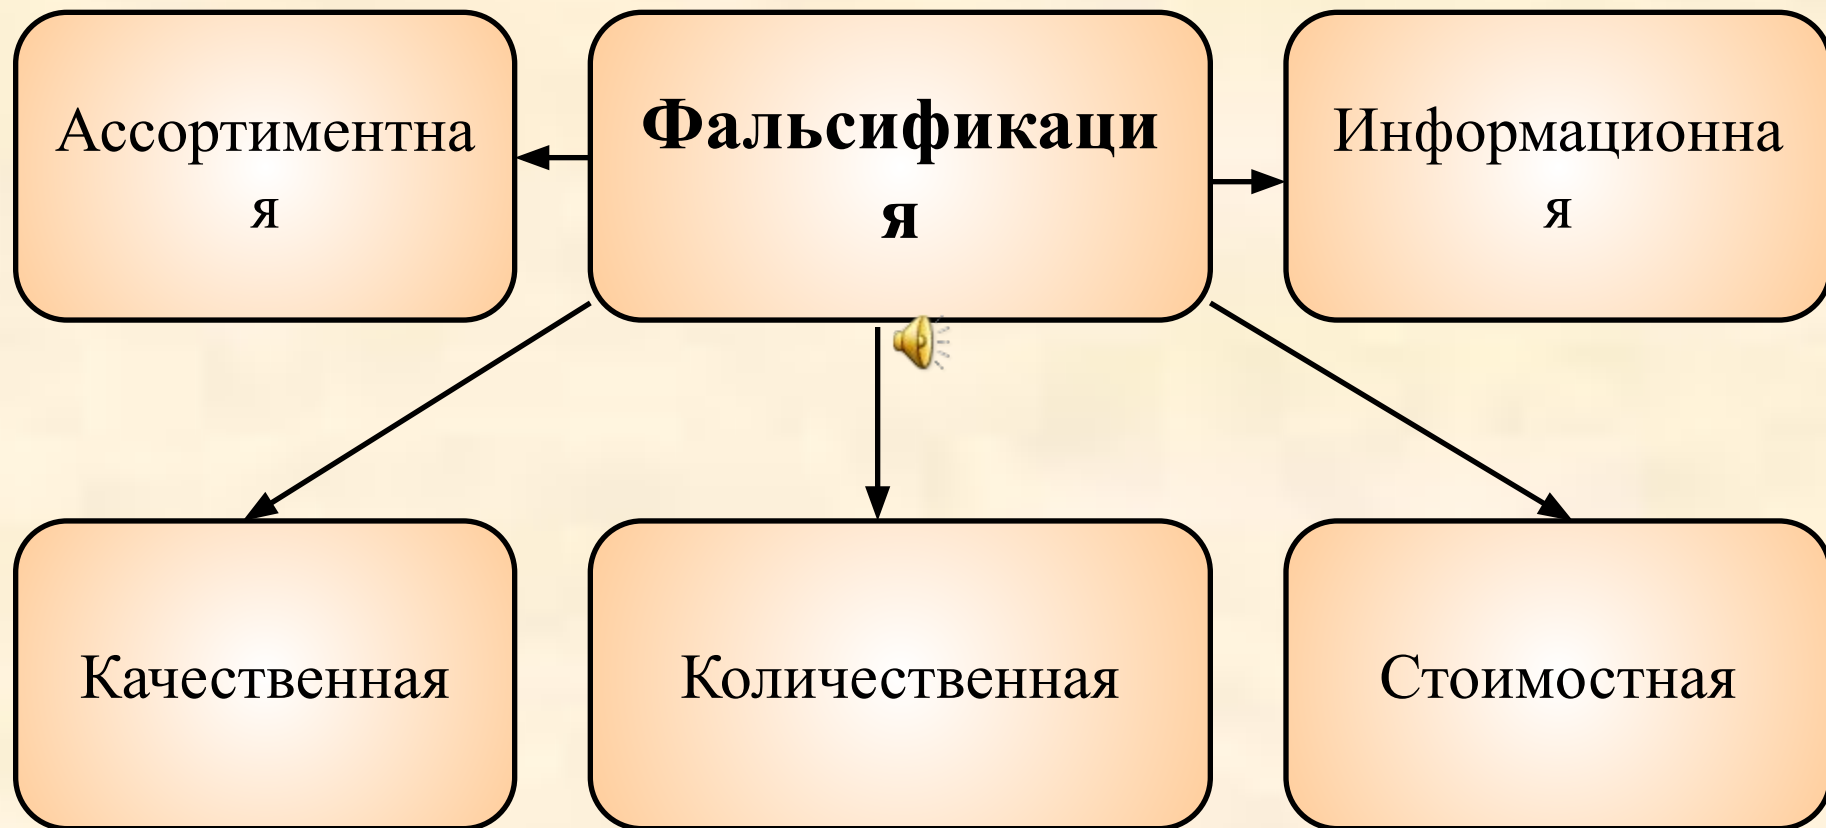 Ассортиментна
я
Фальсификаци
я
Информационна
я
Качественная
Количественная
Стоимостная